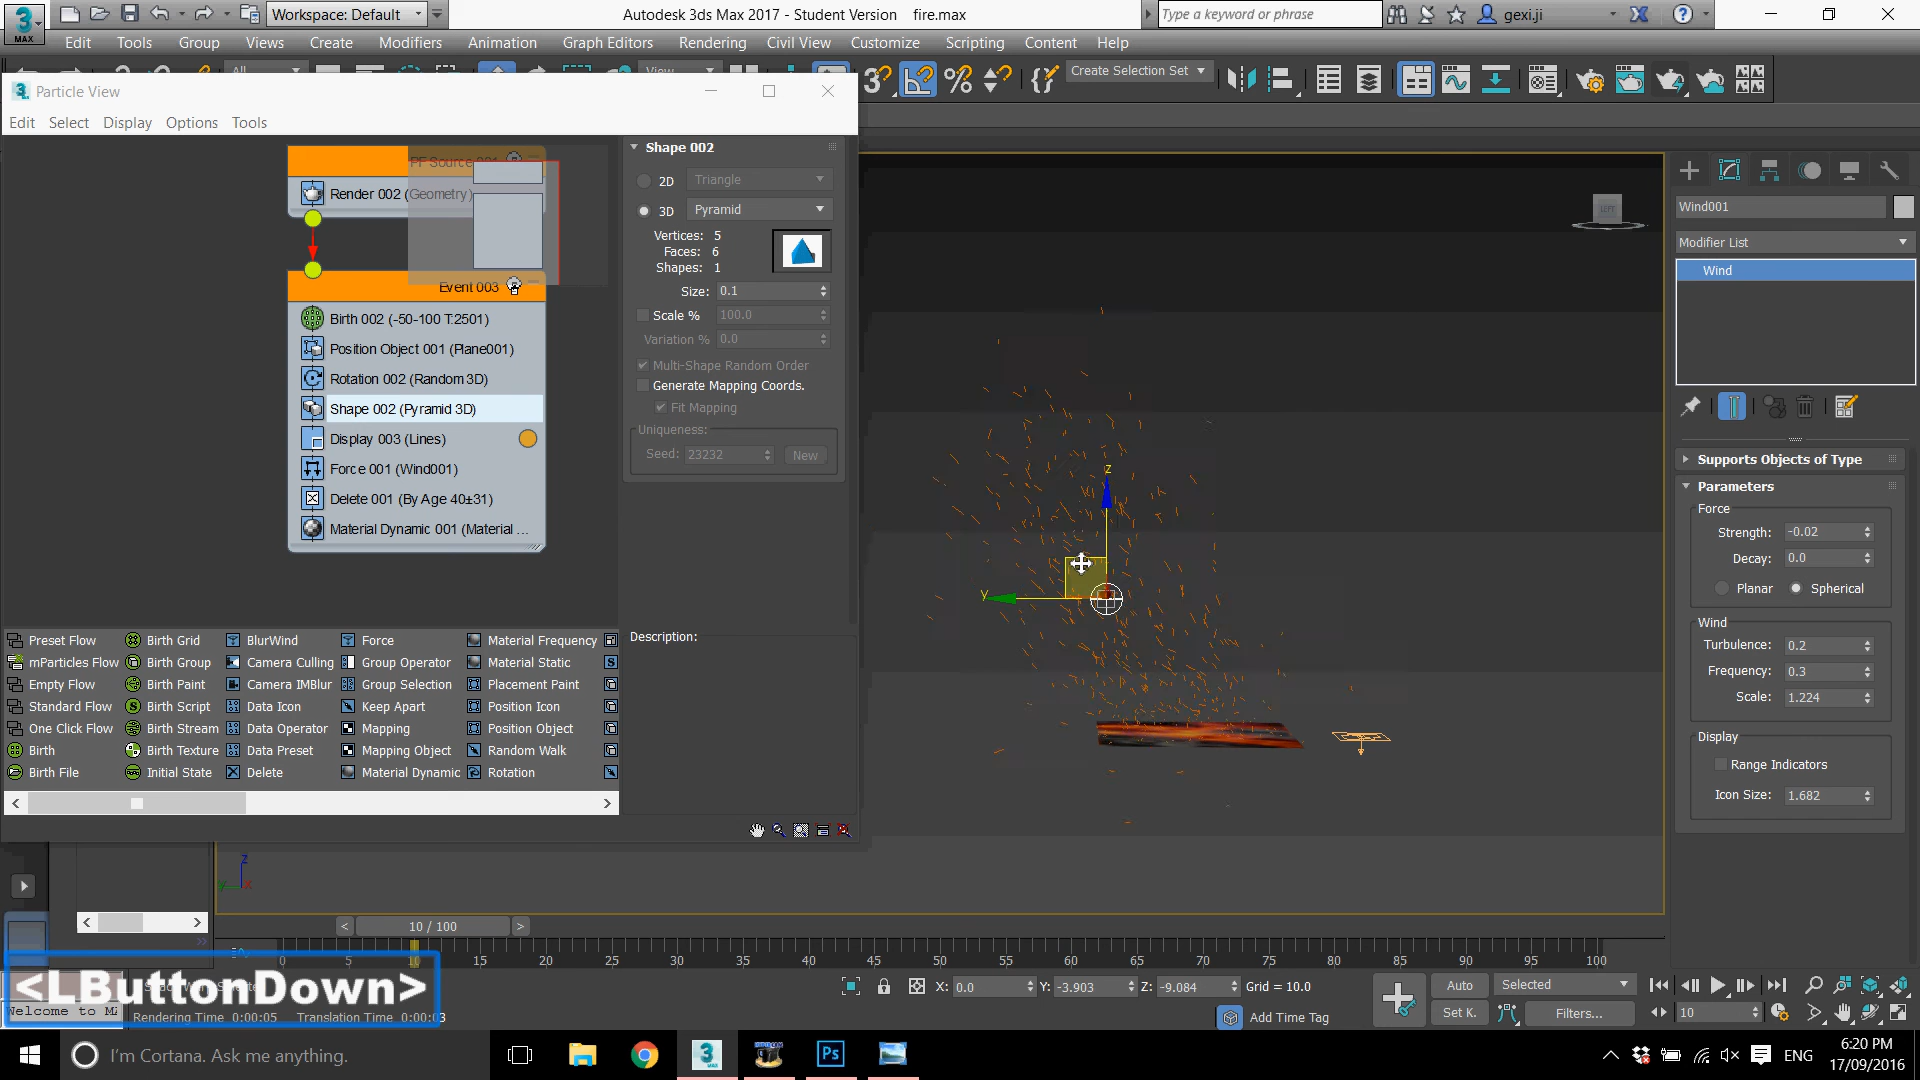 Workspace: Default
Autodesk 3ds Max 2017 - Student Version fire.max
Type a keyword or phrase
gexi.ji
MAX
Edit Tools Group Views Create Modifiers Animation Graph Editors Rendering Civil View Customize Scripting Content Help
All
View
Create Selection Set
Particle View
Edit Select Display Options Tools
PF Source 001
Render 002 (Geometry)
Event 003
Birth 002 (-50-100 T:2501)
Position Object 001 (Plane001)
Rotation 002 (Random 3D)
Shape 002 (Pyramid 3D)
Display 003 (Lines)
Force 001 (Wind001)
Delete 001 (By Age 40±31)
Material Dynamic 001 (Material ...
Shape 002
2D Triangle
3D Pyramid
Vertices: 5
Faces: 6
Shapes: 1
Size: 0.1
Scale % 100.0
Variation % 0.0
Multi-Shape Random Order
Generate Mapping Coords.
Fit Mapping
Uniqueness:
Seed: 23232 New
Description:
Preset Flow Birth Grid BlurWind Force Material Frequency
mParticles Flow Birth Group Camera Culling Group Operator Material Static
Empty Flow Birth Paint Camera IMBlur Group Selection Placement Paint
Standard Flow Birth Script Data Icon Keep Apart Position Icon
One Click Flow Birth Stream Data Operator Mapping Position Object
Birth Birth Texture Data Preset Mapping Object Random Walk
Birth File Initial State Delete Material Dynamic Rotation
z
y
LEFT
Wind001
Modifier List
Wind
Supports Objects of Type
Parameters
Force
Strength: -0.02
Decay: 0.0
Planar Spherical
Wind
Turbulence: 0.2
Frequency: 0.3
Scale: 1.224
Display
Range Indicators
Icon Size: 1.682
z
y x
10 / 100
0 5 10 15 20 25 30 35 40 45 50 55 60 65 70 75 80 85 90 95 100
<LButtonDown>
Welcome to M
Rendering Time 0:00:05 Translation Time 0:00:03
X: 0.0 Y: -3.903 Z: -9.084 Grid = 10.0
Add Time Tag
Auto Selected
Set K. Filters...
10
I'm Cortana. Ask me anything.
Ps
ENG
6:20 PM
17/09/2016